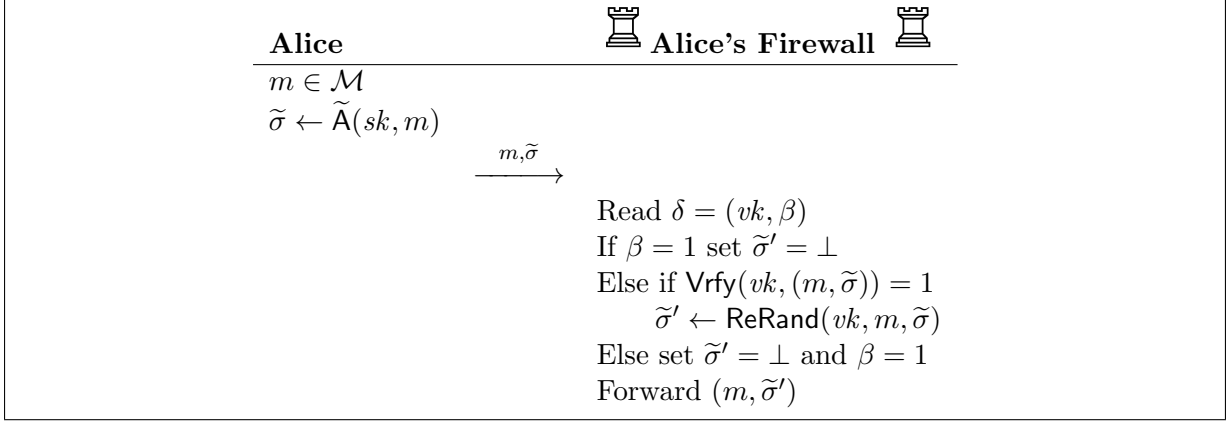 Alice Alice's Firewall
m ∈ ℳ
σ̃ ← Ã(sk, m)
m,σ̃
Read δ = (vk, β)
If β = 1 set σ̃′ = ⊥
Else if Vrfy(vk, (m, σ̃)) = 1
σ̃′ ← ReRand(vk, m, σ̃)
Else set σ̃′ = ⊥ and β = 1
Forward (m, σ̃′)